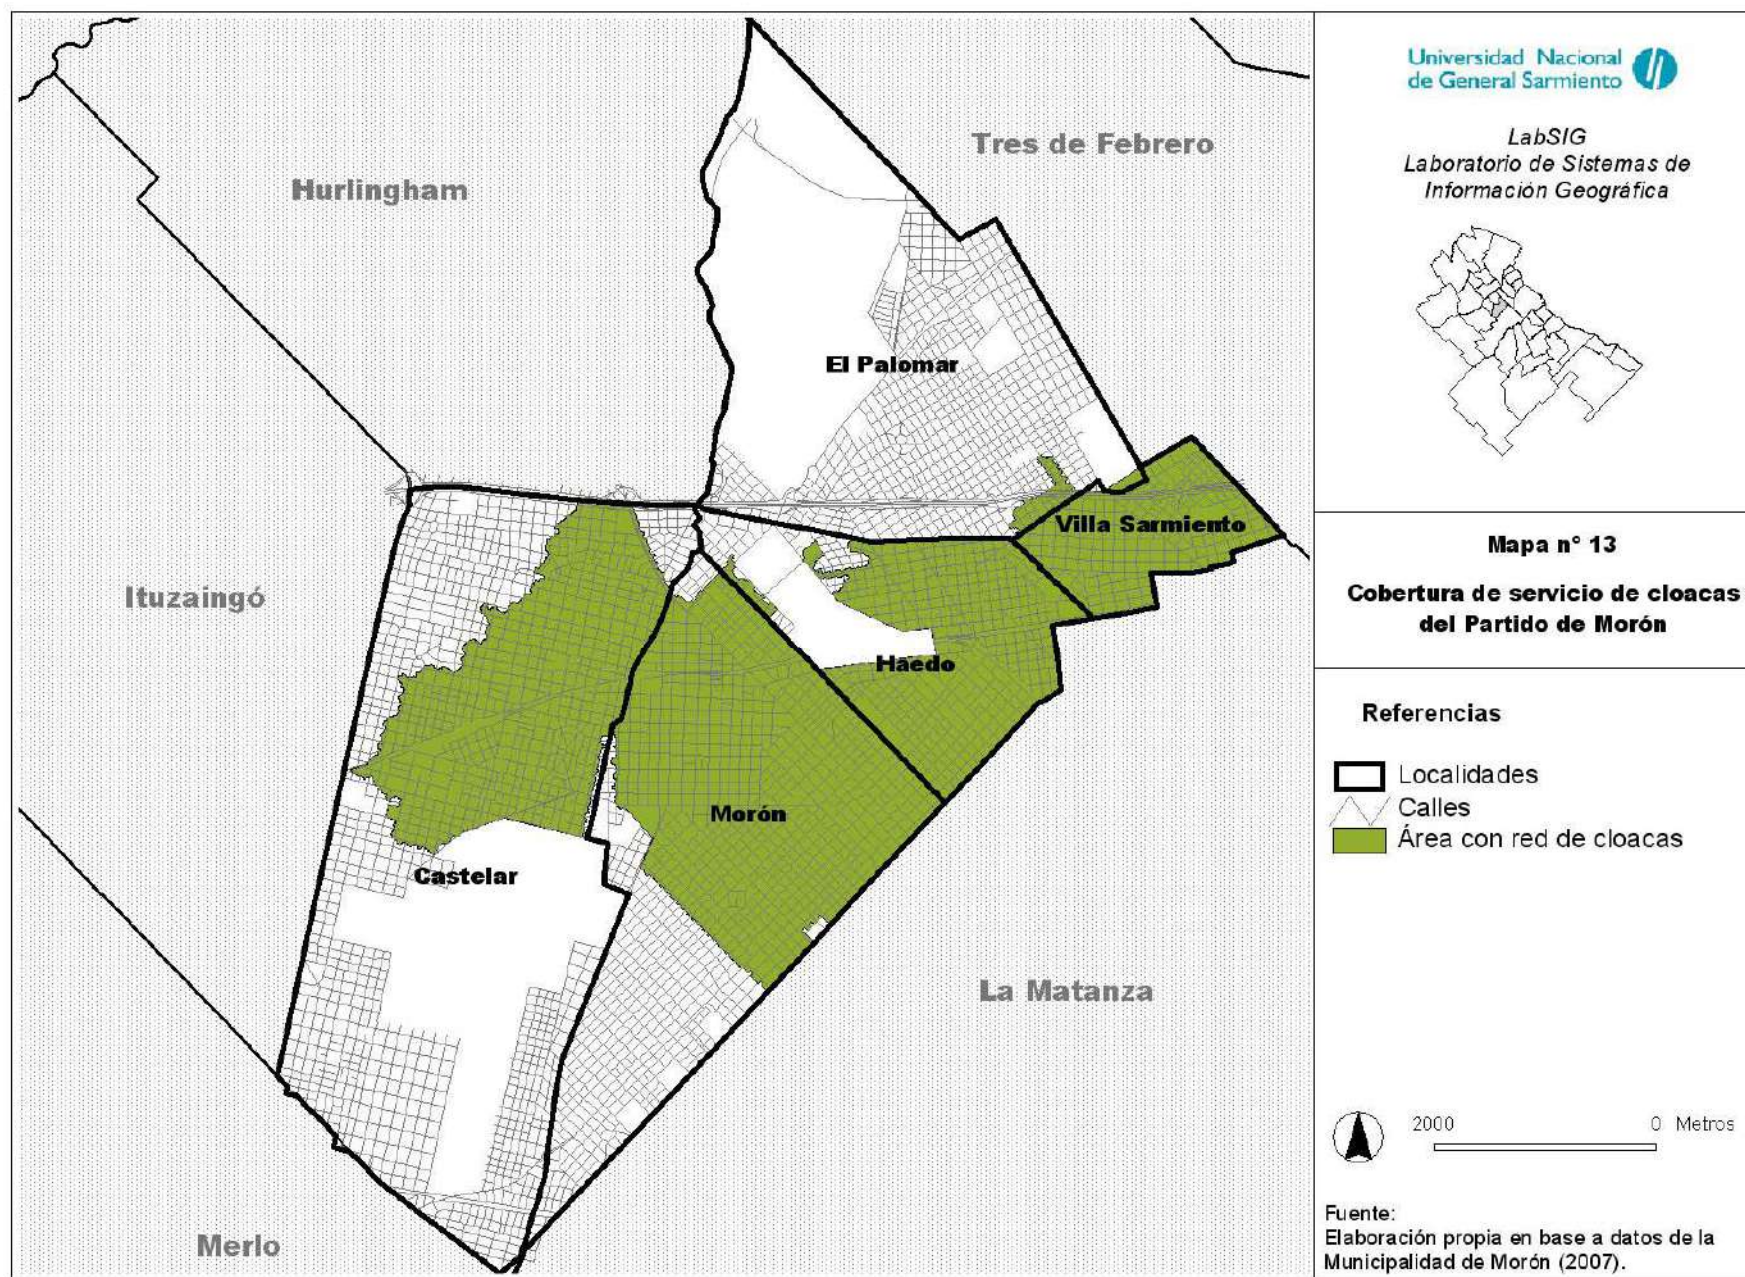 Universidad Nacional
de General Sarmiento
LabSIG
Laboratorio de Sistemas de
Información Geográfica
Mapa n° 13
Cobertura de servicio de cloacas
del Partido de Morón
Referencias
Localidades
Calles
Área con red de cloacas
2000 0 Metros
Fuente:
Elaboración propia en base a datos de la
Municipalidad de Morón (2007).
Tres de Febrero
Hurlingham
El Palomar
Villa Sarmiento
Ituzaingó
Haedo
Morón
Castelar
La Matanza
Merlo